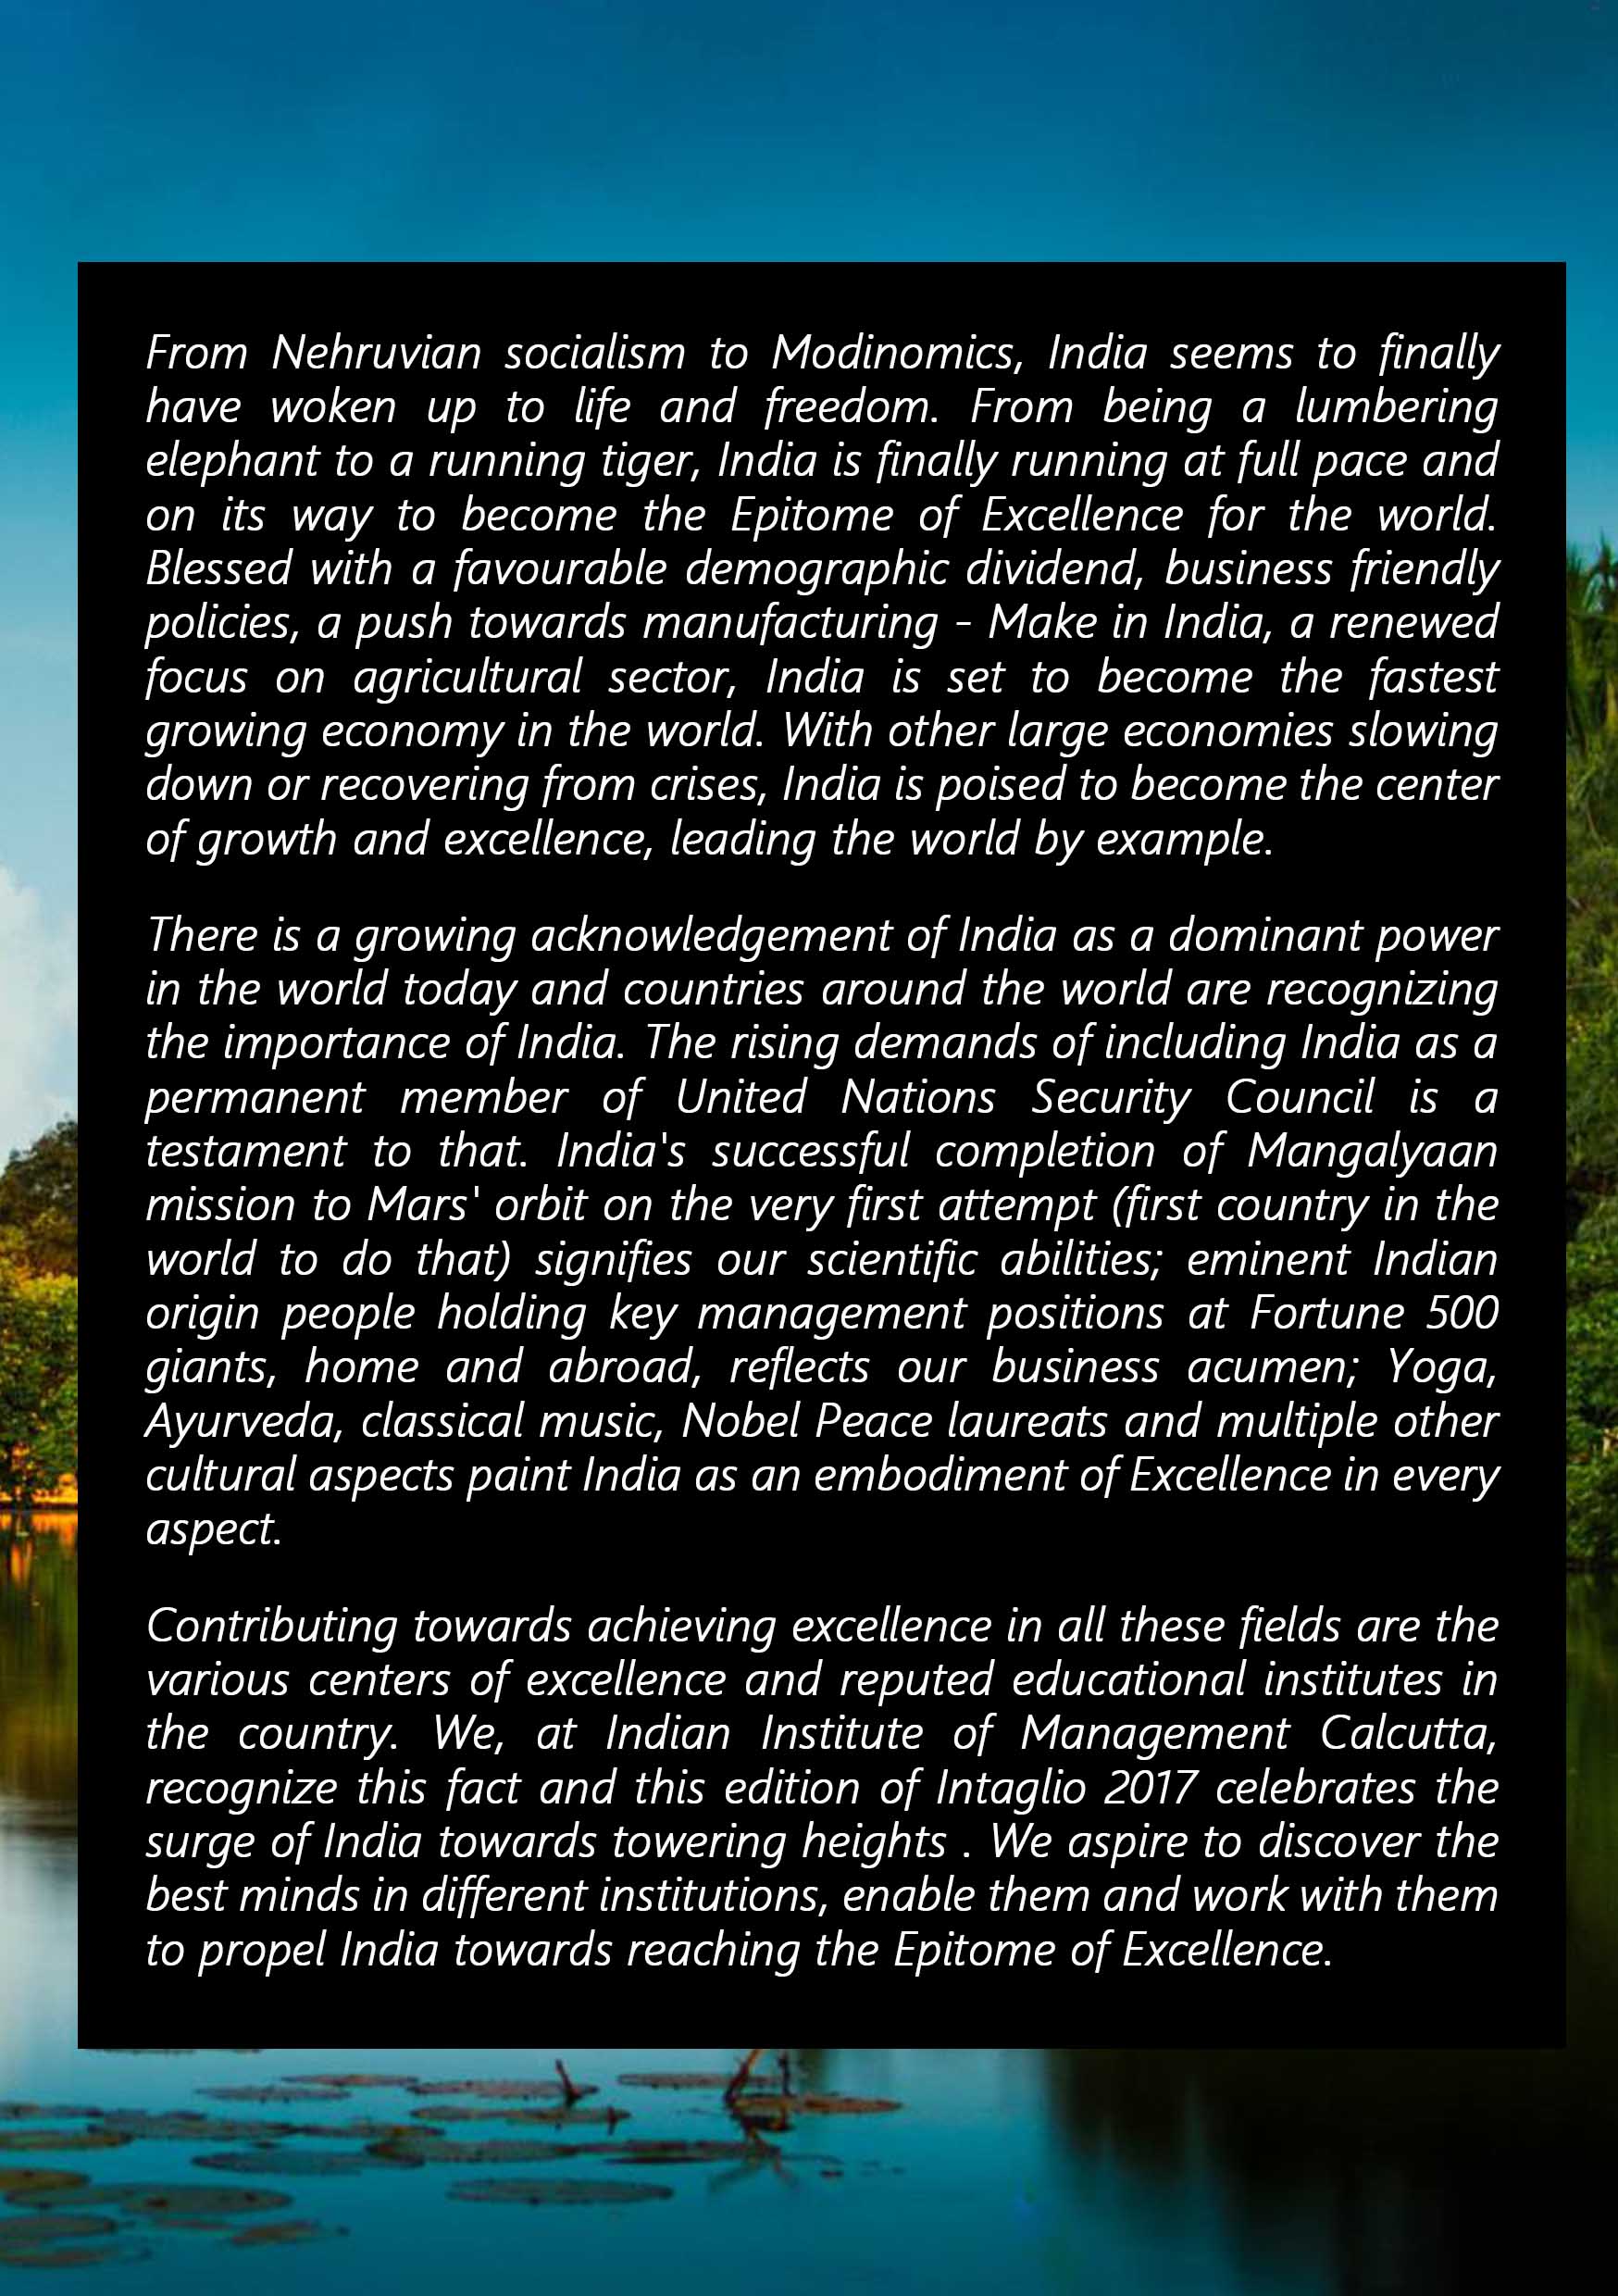 From Nehruvian socialism to Modinomics, India seems to finally
have woken up to life and freedom. From being a lumbering
elephant to a running tiger, India is finally running at full pace and
on its way to become the Epitome of Excellence for the world.
Blessed with a favourable demographic dividend, business friendly
policies, a push towards manufacturing - Make in India, a renewed
focus on agricultural sector, India is set to become the fastest
growing economy in the world. With other large economies slowing
down or recovering from crises, India is poised to become the center
of growth and excellence, leading the world by example.
There is a growing acknowledgement of India as a dominant power
in the world today and countries around the world are recognizing
the importance of India. The rising demands of including India as a
permanent member of United Nations Security Council is a
testament to that. India's successful completion of Mangalyaan
mission to Mars' orbit on the very first attempt (first country in the
world to do that) signifies our scientific abilities; eminent Indian
origin people holding key management positions at Fortune 500
giants, home and abroad, reflects our business acumen; Yoga,
Ayurveda, classical music, Nobel Peace laureats and multiple other
cultural aspects paint India as an embodiment of Excellence in every
aspect.
Contributing towards achieving excellence in all these fields are the
various centers of excellence and reputed educational institutes in
the country. We, at Indian Institute of Management Calcutta,
recognize this fact and this edition of Intaglio 2017 celebrates the
surge of India towards towering heights . We aspire to discover the
best minds in different institutions, enable them and work with them
to propel India towards reaching the Epitome of Excellence.